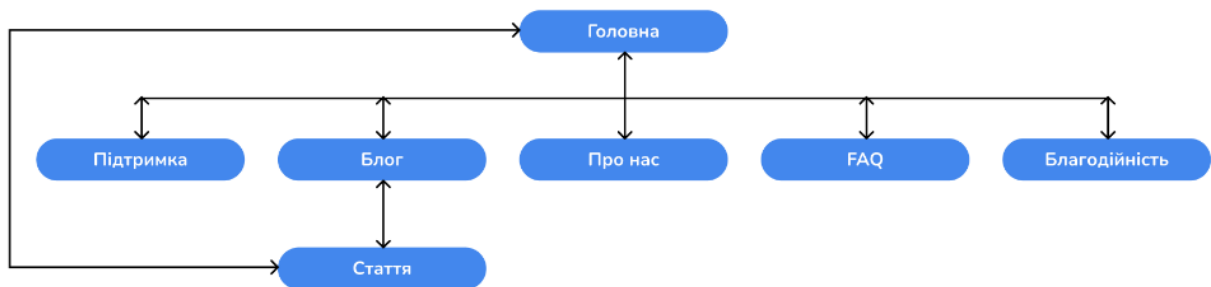 Головна
Підтримка
Блог
Про нас
FAQ
Благодійність
Стаття